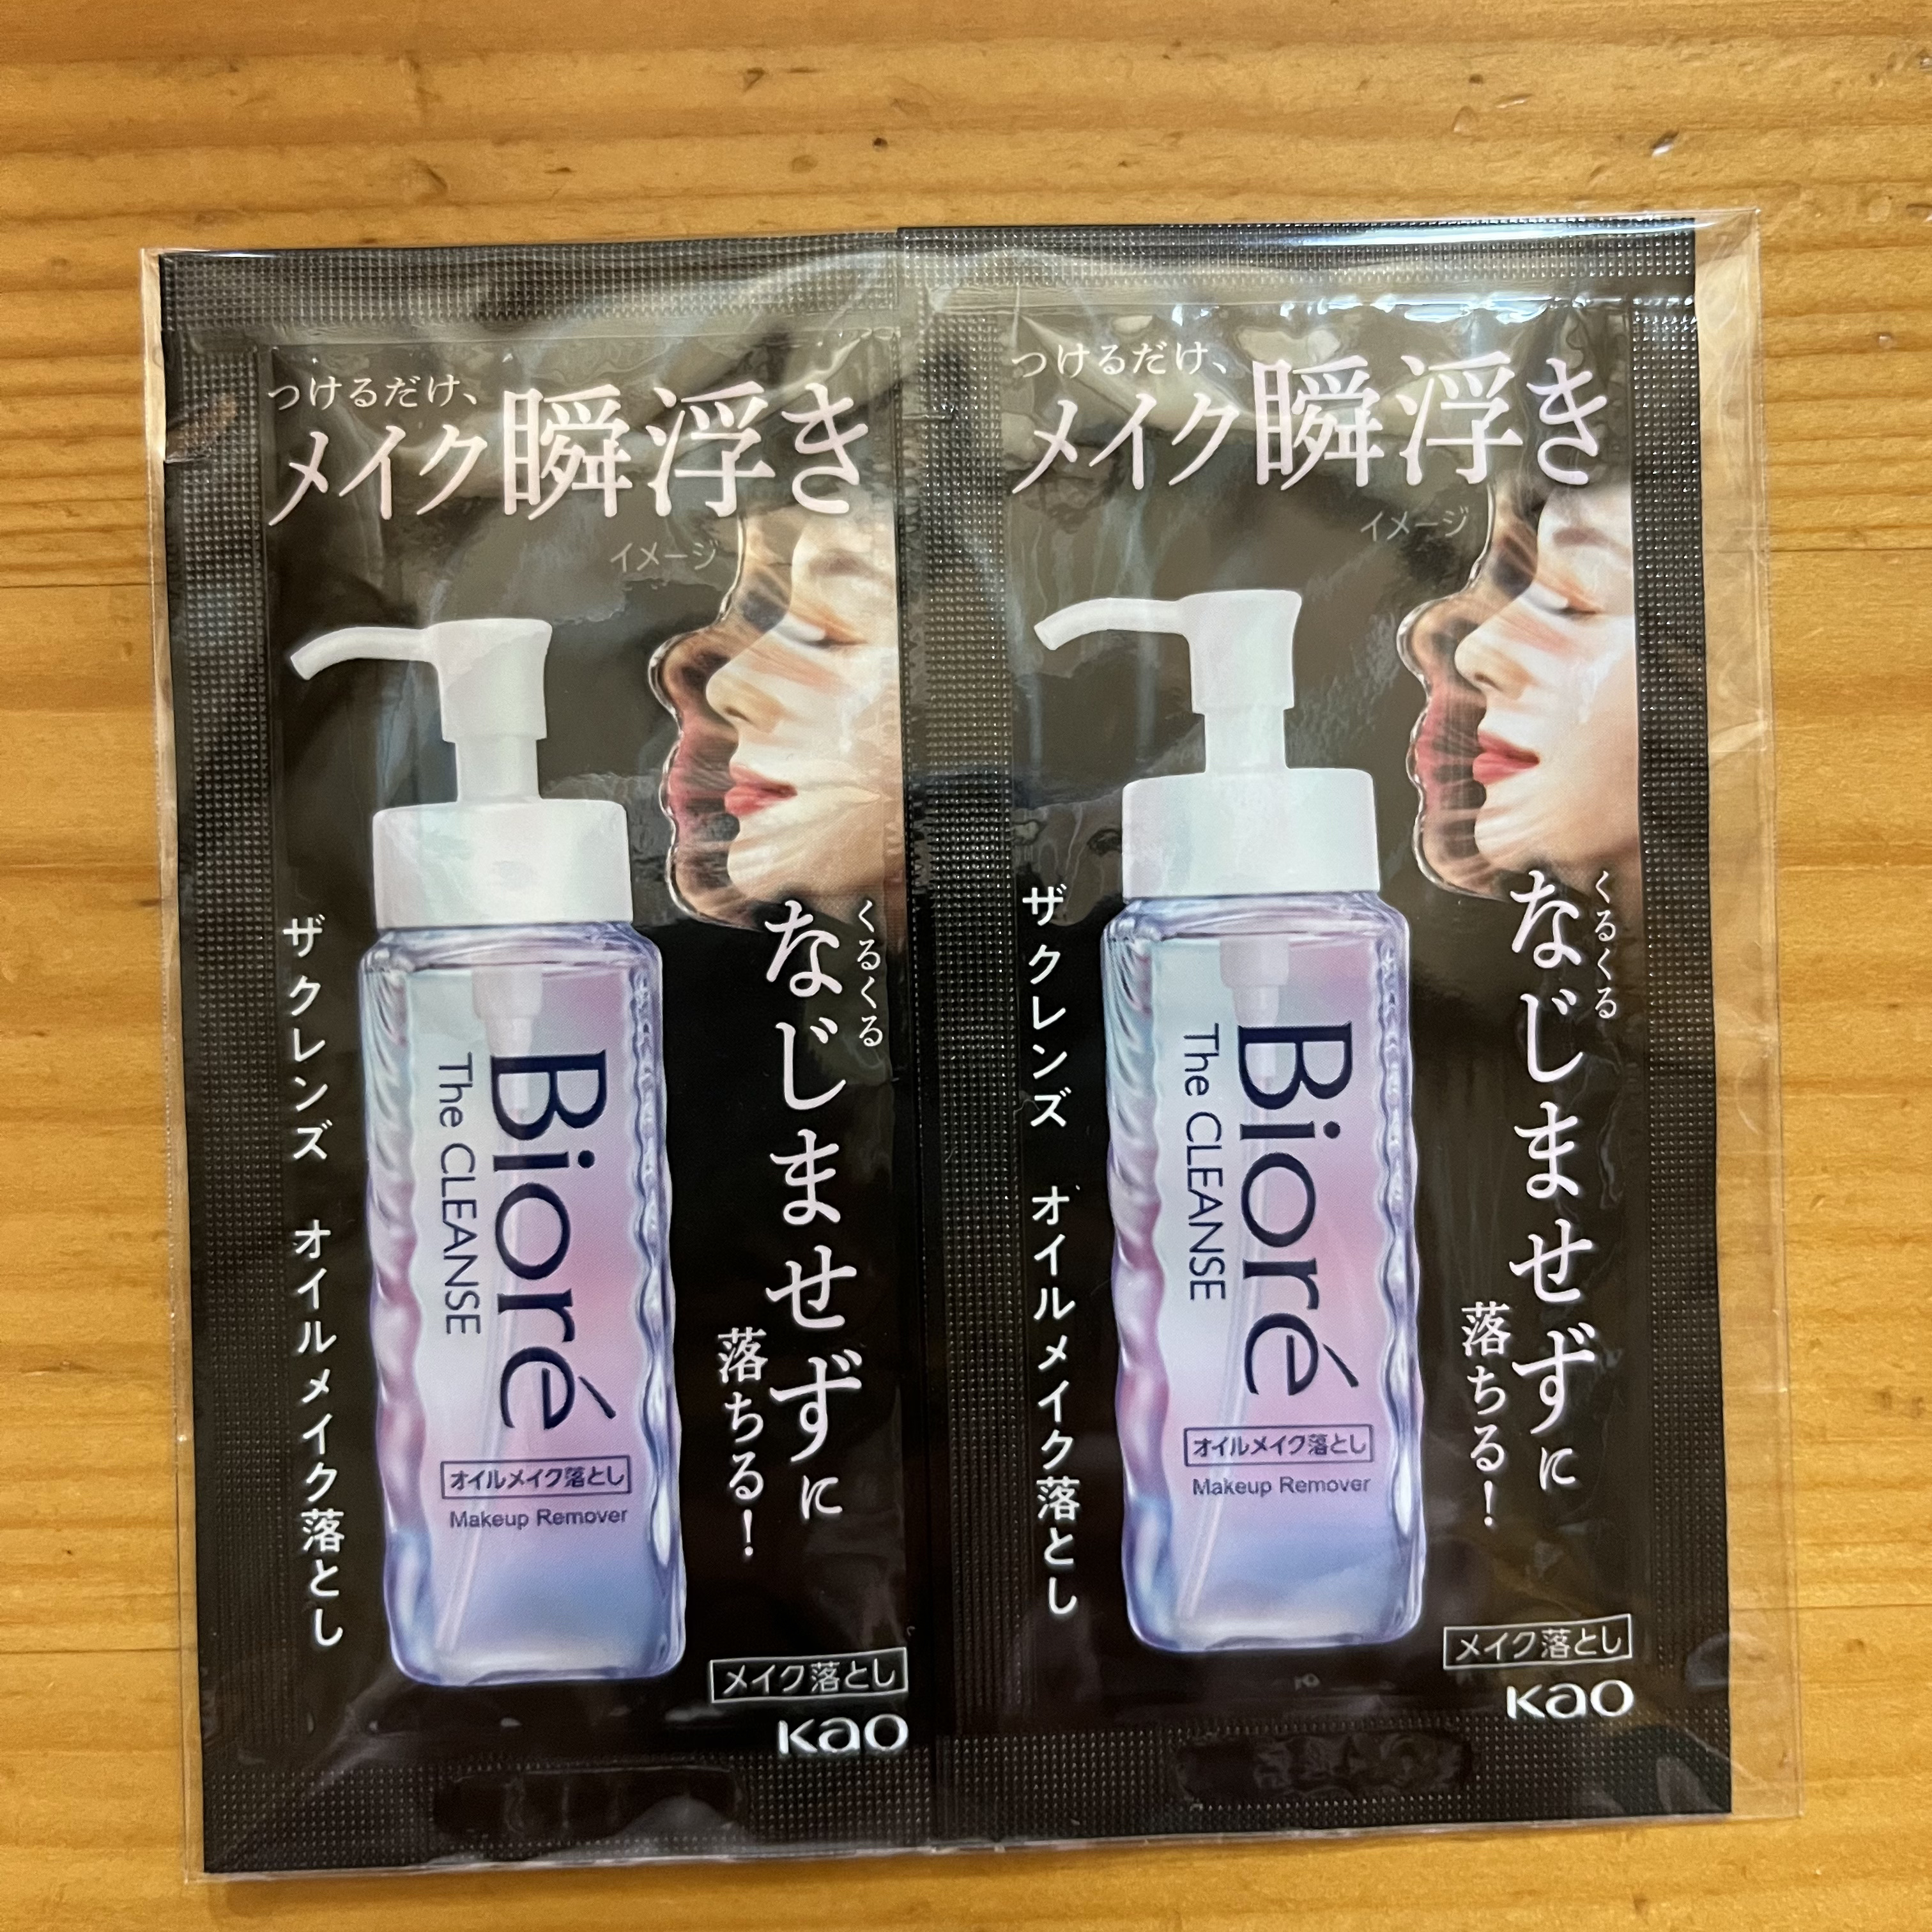 つけるだけ、
メイク瞬浮き
イメージ
くるくる
なじませずに
落ちる！
ザ クレンズ オイルメイク落とし
Bioré
The CLEANSE
オイルメイク落とし
Makeup Remover
メイク落とし
Kao
つけるだけ、
メイク瞬浮き
イメージ
くるくる
なじませずに
落ちる！
ザ クレンズ オイルメイク落とし
Bioré
The CLEANSE
オイルメイク落とし
Makeup Remover
メイク落とし
Kao